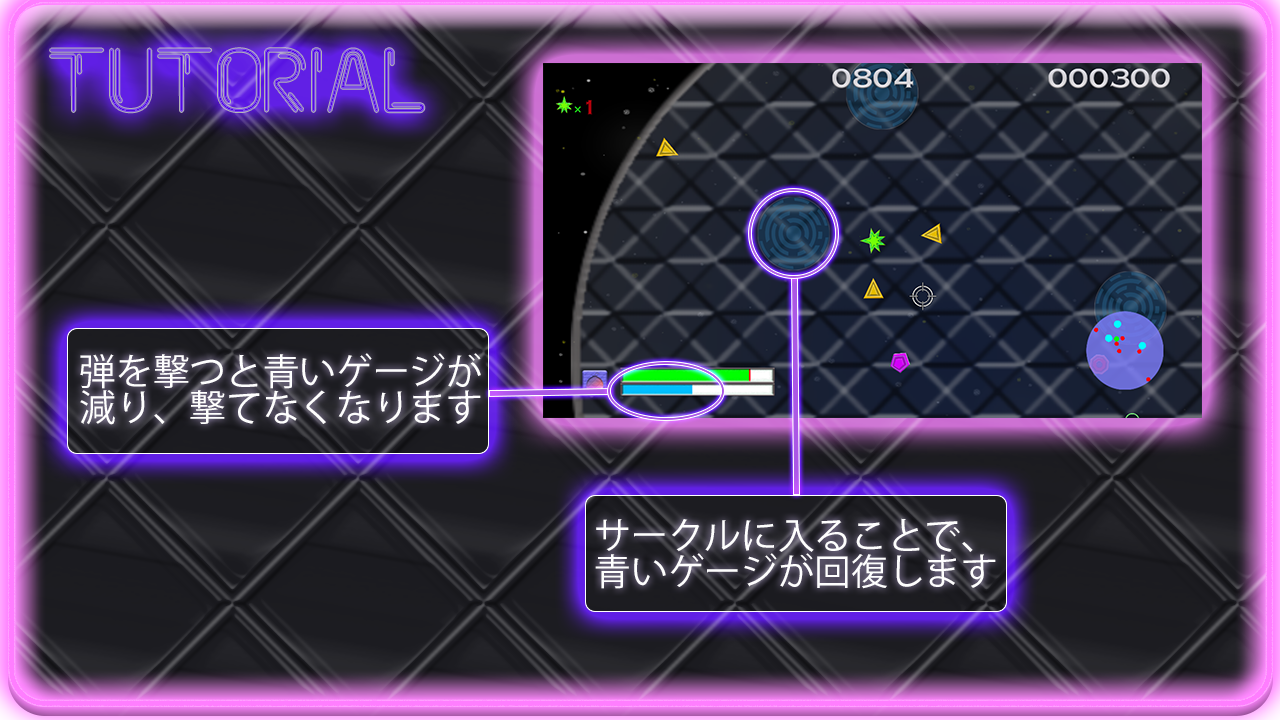 TUTORIAL
0804
000300
×1
弾を撃つと青いゲージが
減り、撃てなくなります
サークルに入ることで、
青いゲージが回復します